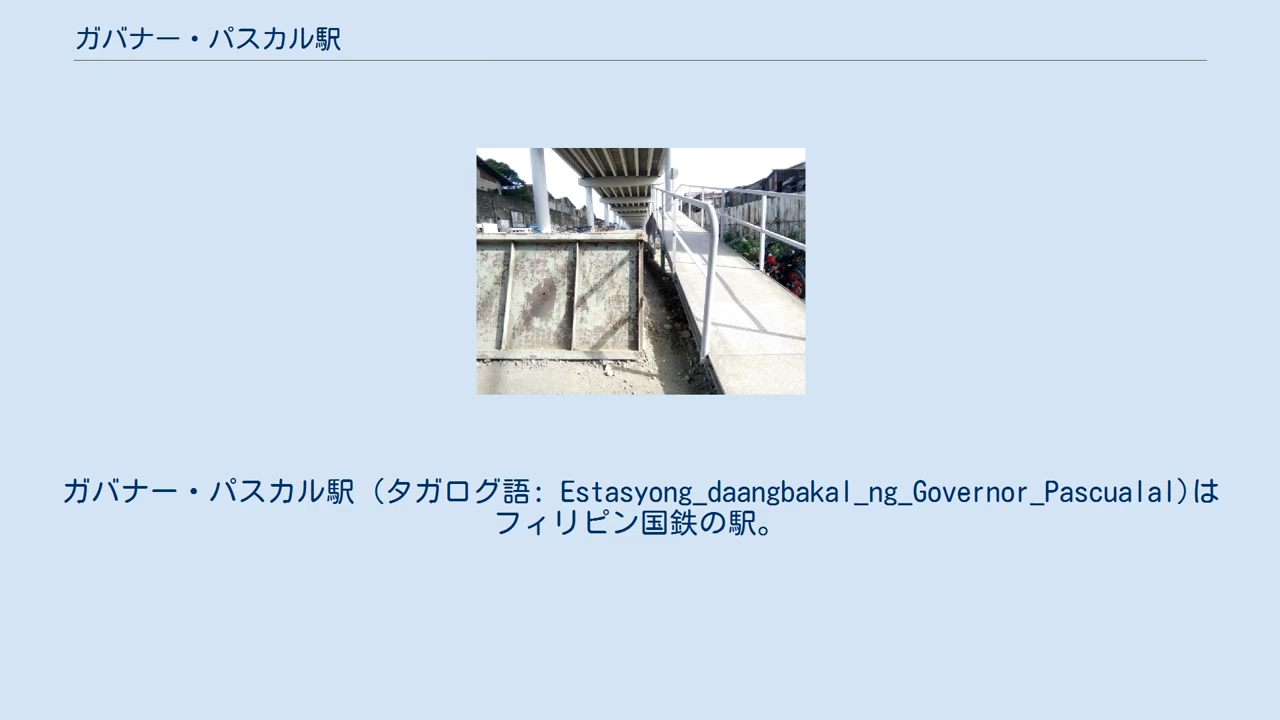 ガバナー・パスカル駅
ガバナー・パスカル駅 (タガログ語: Estasyong_daangbakal_ng_Governor_Pascualal)は
フィリピン国鉄の駅。